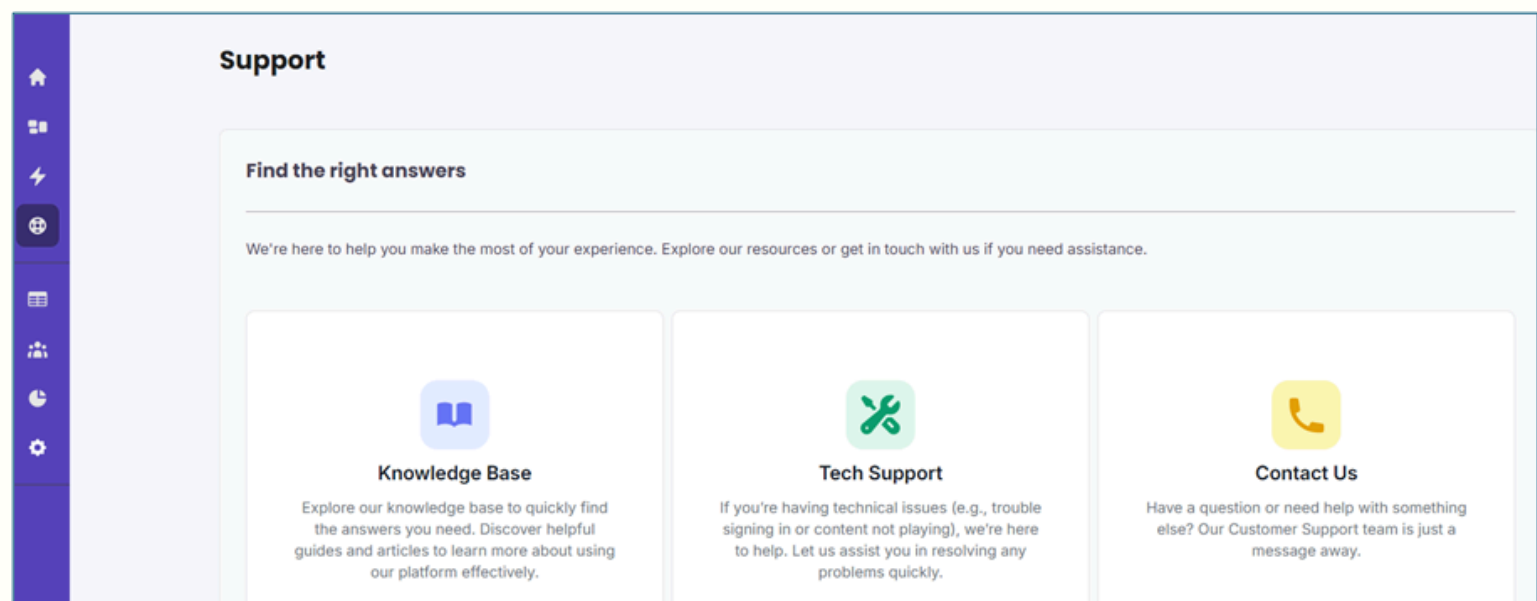 Support
Find the right answers
We're here to help you make the most of your experience. Explore our resources or get in touch with us if you need assistance.
Knowledge Base
Explore our knowledge base to quickly find
the answers you need. Discover helpful
guides and articles to learn more about using
our platform effectively.
Tech Support
If you're having technical issues (e.g., trouble
signing in or content not playing), we're here
to help. Let us assist you in resolving any
problems quickly.
Contact Us
Have a question or need help with something
else? Our Customer Support team is just a
message away.